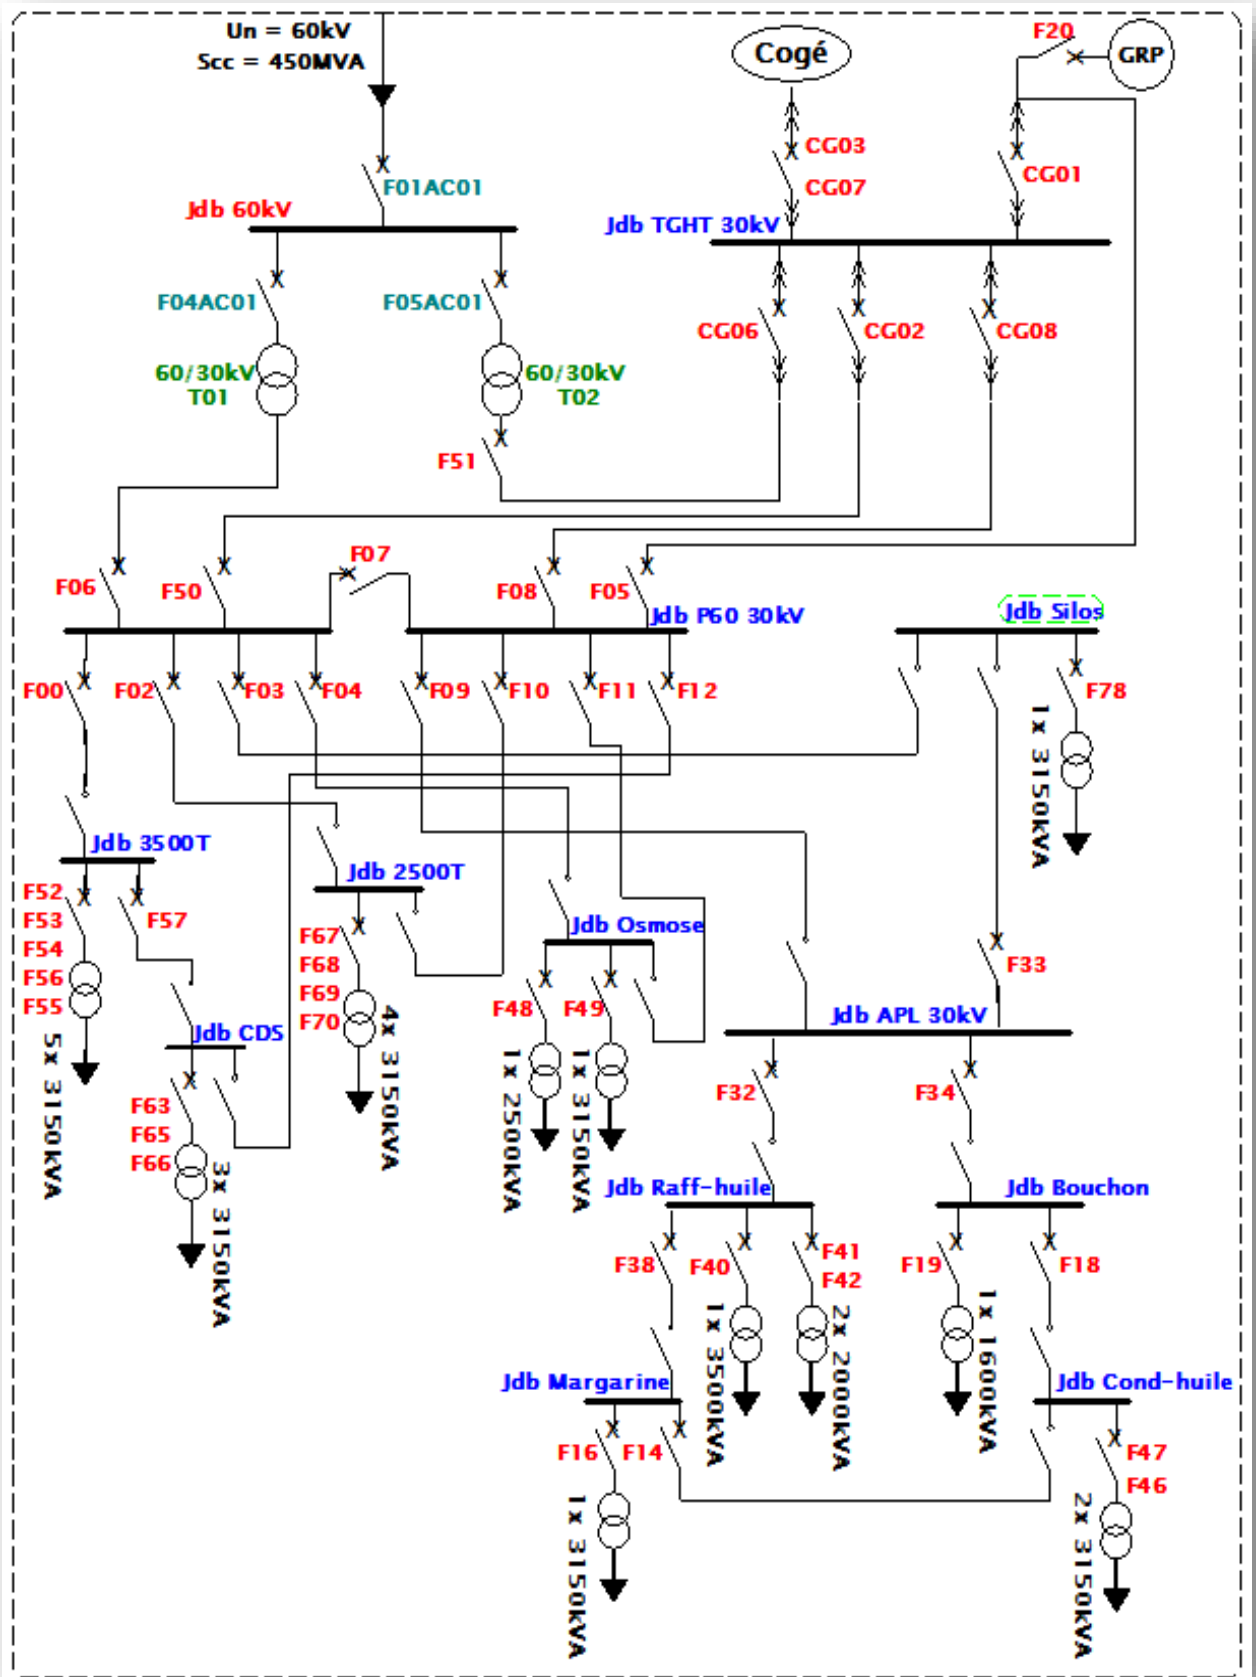 Un = 60kV
Scc = 450MVA
Cogé
F20
GRP
CG03
CG07
CG01
F01AC01
Jdb 60kV
Jdb TGHT 30kV
F04AC01
F05AC01
CG06
CG02
CG08
60/30kV
T01
60/30kV
T02
F51
F07
F06
F50
F08
F05
Jdb P60 30kV
Jdb Silos
F00
F02
F03
F04
F09
F10
F11
F12
F78
1x 3150kVA
Jdb 3500T
Jdb 2500T
F52
F53
F54
F56
F55
F57
5x 3150kVA
Jdb CDS
F63
F65
F66
3x 3150kVA
F67
F68
F69
F70
4x 3150kVA
Jdb Osmose
F48
F49
1x 2500kVA
1x 3150kVA
F33
Jdb APL 30kV
F32
F34
Jdb Raff-huile
Jdb Bouchon
F38
F40
F41
F42
F19
F18
1x 3500kVA
2x 2000kVA
1x 1600kVA
Jdb Margarine
Jdb Cond-huile
F16
F14
F47
F46
1x 3150kVA
2x 3150kVA